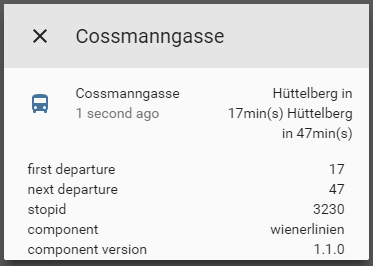 Cossmanngasse
Cossmanngasse
1 second ago
Hüttelberg in
17min(s) Hüttelberg
in 47min(s)
first departure 17
next departure 47
stopid 3230
component wienerlinien
component version 1.1.0